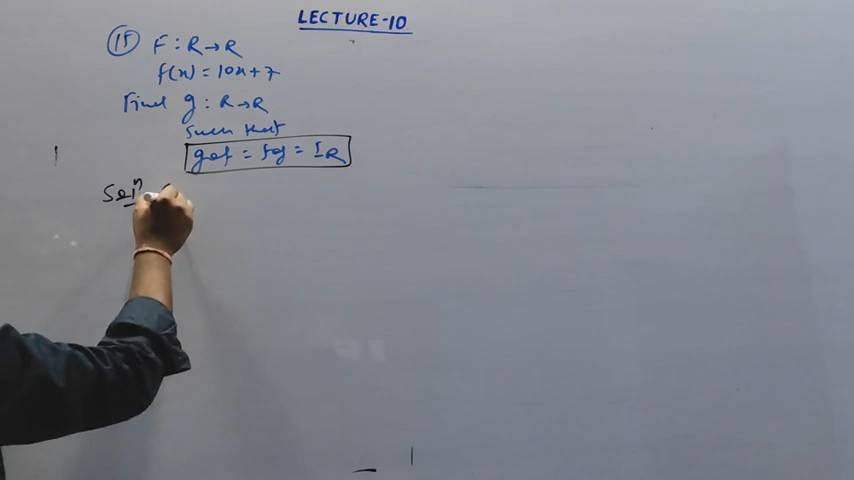 LECTURE-10
15 F : R → R
f(x) = 10x + 7
Find g : R → R
such that
gof = fog = I_R
Sol^n